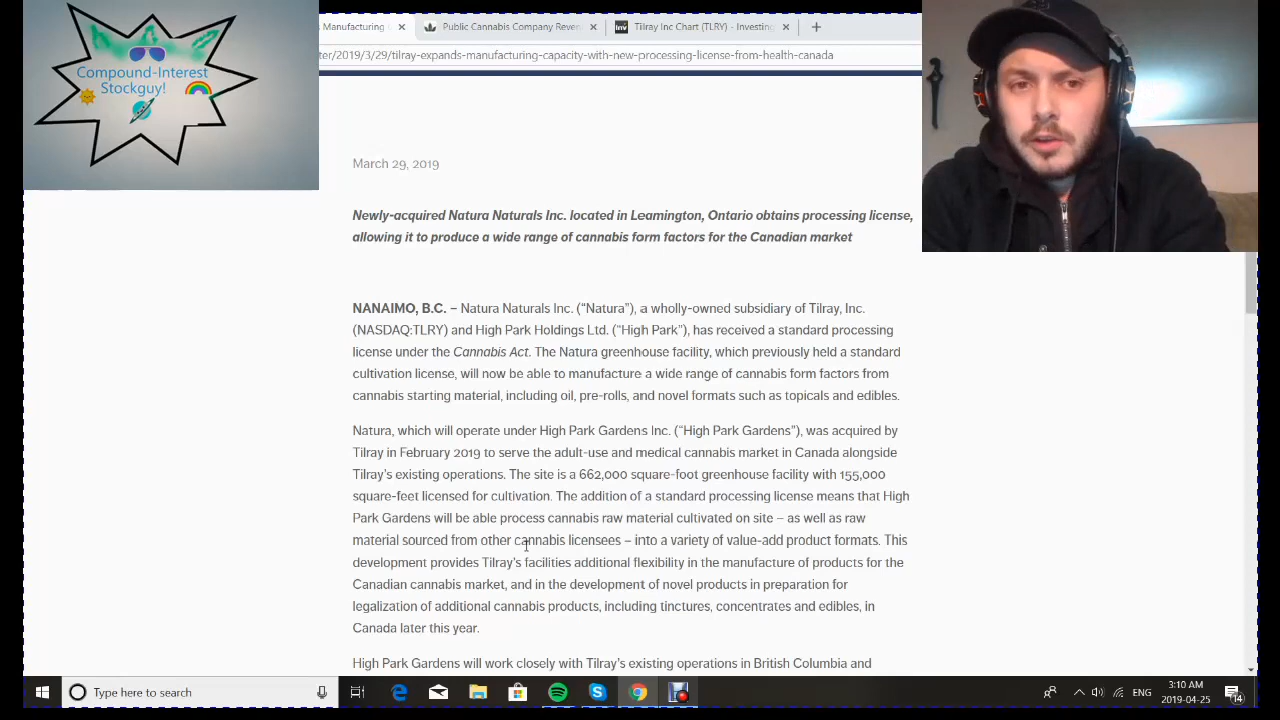 Compound-Interest
Stockguy!
Manufacturing
Public Cannabis Company Reven
Inv
Tilray Inc Chart (TLRY) - Investing
ter/2019/3/29/tilray-expands-manufacturing-capacity-with-new-processing-license-from-health-canada
March 29, 2019
Newly-acquired Natura Naturals Inc. located in Leamington, Ontario obtains processing license,
allowing it to produce a wide range of cannabis form factors for the Canadian market
NANAIMO, B.C. – Natura Naturals Inc. (“Natura”), a wholly-owned subsidiary of Tilray, Inc.
(NASDAQ:TLRY) and High Park Holdings Ltd. (“High Park”), has received a standard processing
license under the Cannabis Act. The Natura greenhouse facility, which previously held a standard
cultivation license, will now be able to manufacture a wide range of cannabis form factors from
cannabis starting material, including oil, pre-rolls, and novel formats such as topicals and edibles.
Natura, which will operate under High Park Gardens Inc. (“High Park Gardens”), was acquired by
Tilray in February 2019 to serve the adult-use and medical cannabis market in Canada alongside
Tilray’s existing operations. The site is a 662,000 square-foot greenhouse facility with 155,000
square-feet licensed for cultivation. The addition of a standard processing license means that High
Park Gardens will be able process cannabis raw material cultivated on site – as well as raw
material sourced from other cannabis licensees – into a variety of value-add product formats. This
development provides Tilray’s facilities additional flexibility in the manufacture of products for the
Canadian cannabis market, and in the development of novel products in preparation for
legalization of additional cannabis products, including tinctures, concentrates and edibles, in
Canada later this year.
High Park Gardens will work closely with Tilray’s existing operations in British Columbia and
Type here to search
ENG
3:10 AM
2019-04-25
14